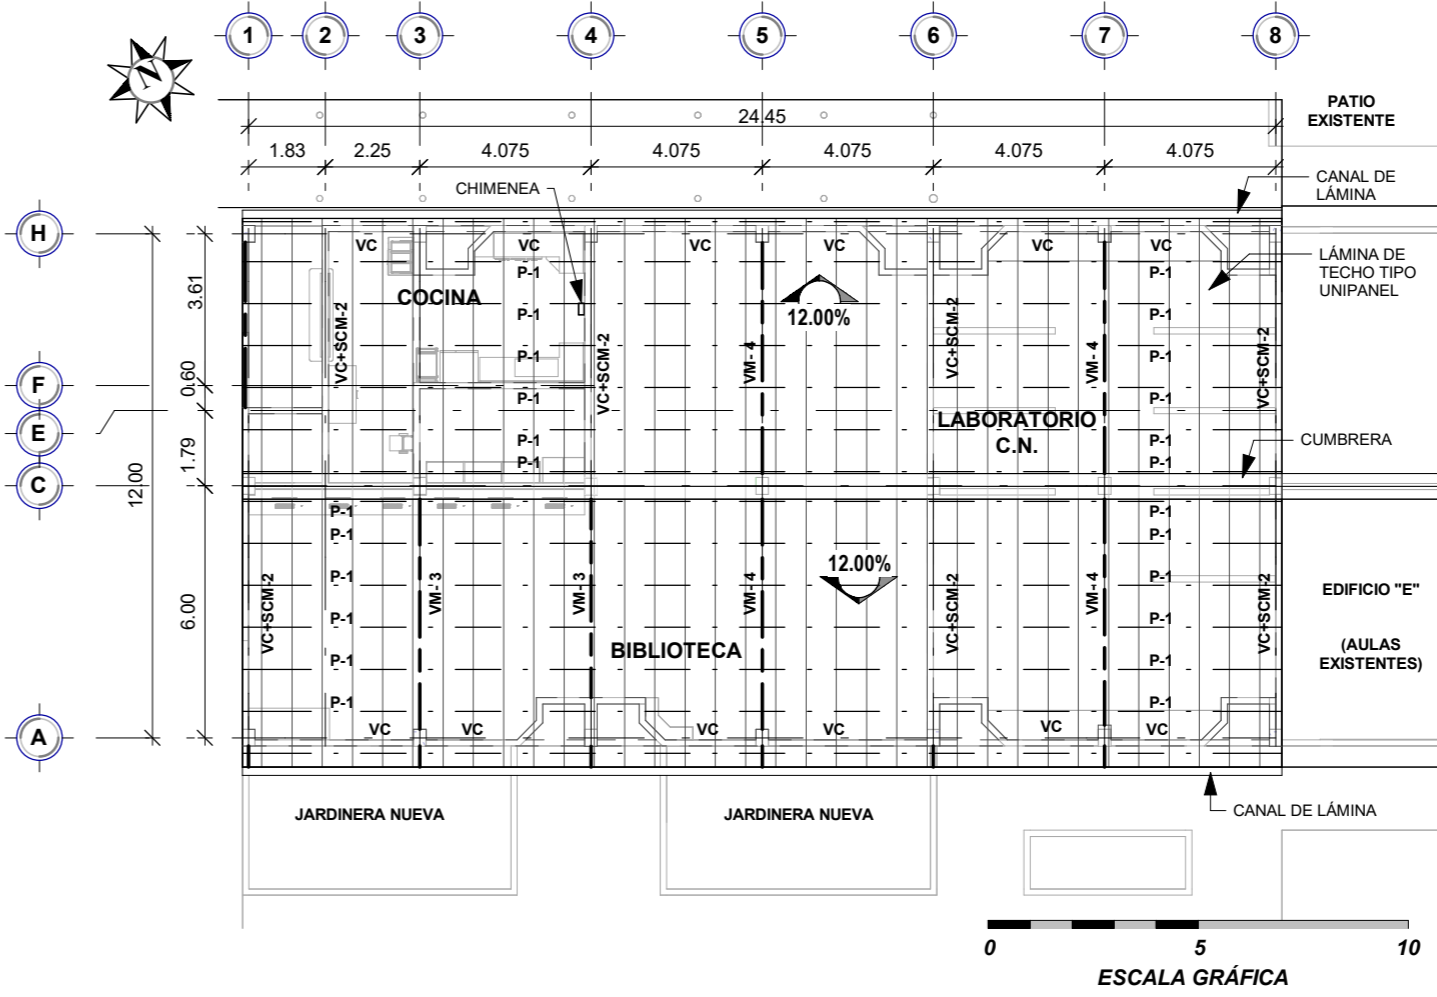 1 2 3 4 5 6 7 8
N
PATIO
EXISTENTE
24.45
1.83 2.25 4.075 4.075 4.075 4.075 4.075
CHIMENEA
CANAL DE
LÁMINA
H
VC VC VC VC VC VC
LÁMINA DE
TECHO TIPO
UNIPANEL
P-1 P-1
COCINA
3.61
12.00%
P-1 P-1
VC+SCM-2 VC+SCM-2 VM-4 VC+SCM-2 VM-4 VC+SCM-2
P-1 P-1
F
0.60
P-1 P-1
E
LABORATORIO
C.N.
P-1 P-1
CUMBRERA
1.79
P-1 P-1
12.00
C
P-1 P-1
P-1 P-1
12.00%
P-1 P-1
VC+SCM-2 VM-3 VM-3 VM-4 VC+SCM-2 VM-4 VC+SCM-2
EDIFICIO "E"
6.00
P-1 P-1
(AULAS
EXISTENTES)
BIBLIOTECA
P-1 P-1
P-1 P-1
VC VC VC VC VC VC
A
JARDINERA NUEVA JARDINERA NUEVA
CANAL DE LÁMINA
0 5 10
ESCALA GRÁFICA